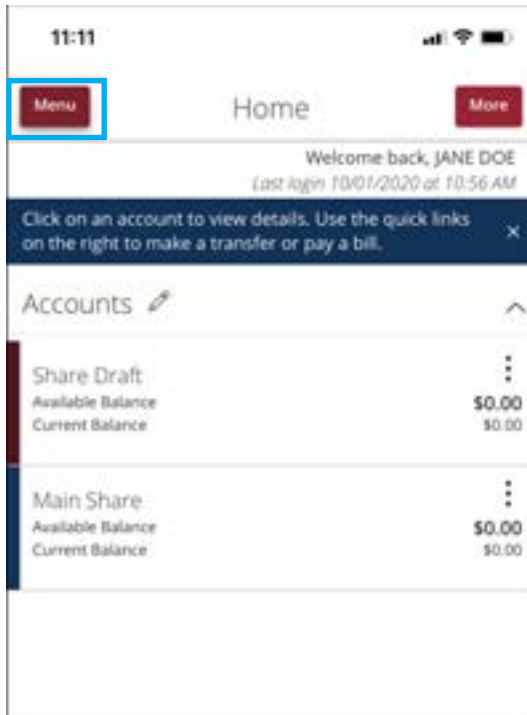 11:11
Menu
Home
More
Welcome back, JANE DOE
Last login 10/01/2020 at 10:56 AM
Click on an account to view details. Use the quick links
on the right to make a transfer or pay a bill.
×
Accounts
Share Draft
Available Balance $0.00
Current Balance $0.00
Main Share
Available Balance $0.00
Current Balance $0.00